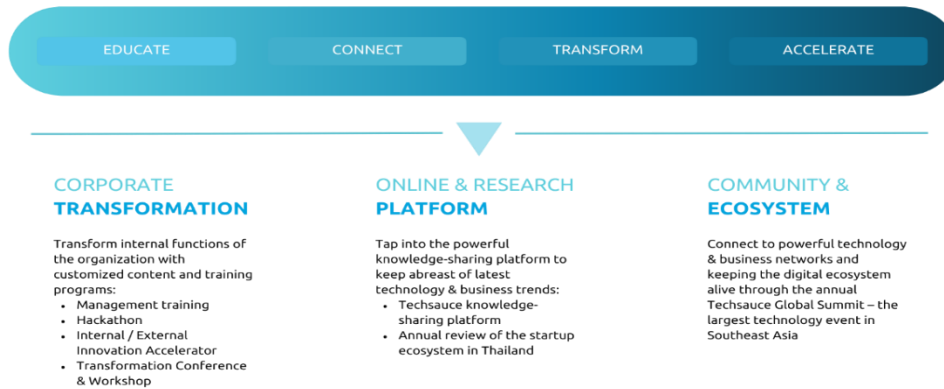 EDUCATE
CONNECT
TRANSFORM
ACCELERATE
CORPORATE
TRANSFORMATION
Transform internal functions of
the organization with
customized content and training
programs:
• Management training
• Hackathon
• Internal / External
Innovation Accelerator
• Transformation Conference
& Workshop
ONLINE & RESEARCH
PLATFORM
Tap into the powerful
knowledge-sharing platform to
keep abreast of latest
technology & business trends:
• Techsauce knowledge-
sharing platform
• Annual review of the startup
ecosystem in Thailand
COMMUNITY &
ECOSYSTEM
Connect to powerful technology
& business networks and
keeping the digital ecosystem
alive through the annual
Techsauce Global Summit – the
largest technology event in
Southeast Asia